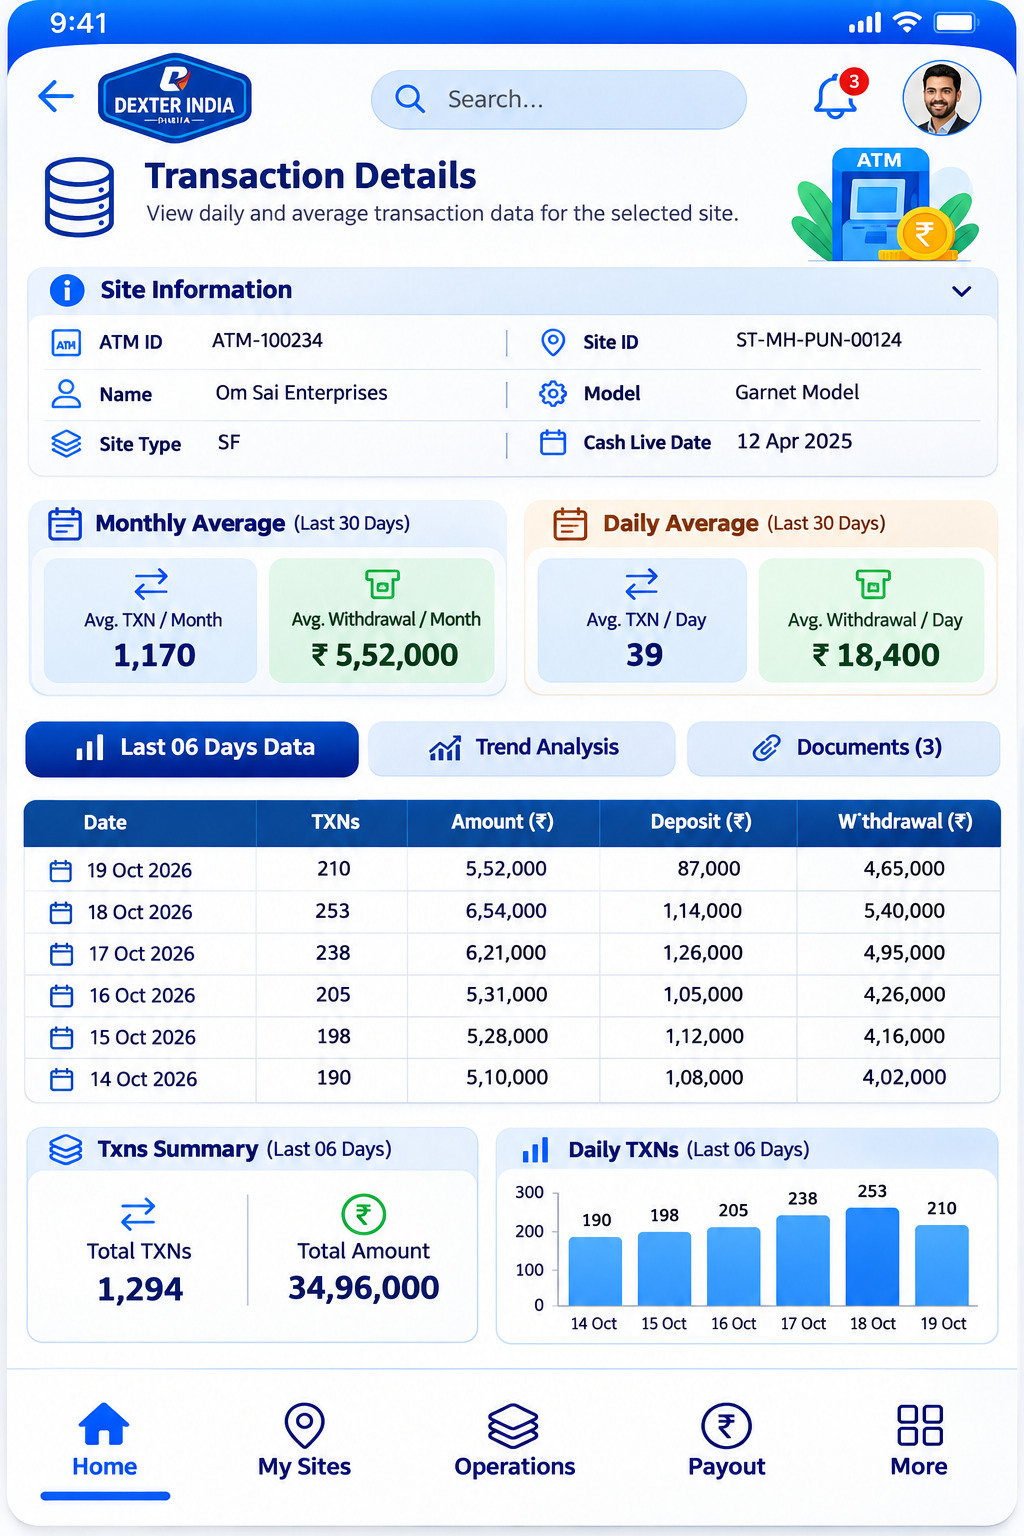 9:41
DEXTER INDIA
Search...
3
Transaction Details
View daily and average transaction data for the selected site.
ATM
₹
Site Information
ATM ID ATM-100234 Site ID ST-MH-PUN-00124
Name Om Sai Enterprises Model Garnet Model
Site Type SF Cash Live Date 12 Apr 2025
Monthly Average (Last 30 Days)
Avg. TXN / Month
1,170
Avg. Withdrawal / Month
₹ 5,52,000
Daily Average (Last 30 Days)
Avg. TXN / Day
39
Avg. Withdrawal / Day
₹ 18,400
Last 06 Days Data Trend Analysis Documents (3)
Date TXNs Amount (₹) Deposit (₹) W˙thdrawal (₹)
19 Oct 2026 210 5,52,000 87,000 4,65,000
18 Oct 2026 253 6,54,000 1,14,000 5,40,000
17 Oct 2026 238 6,21,000 1,26,000 4,95,000
16 Oct 2026 205 5,31,000 1,05,000 4,26,000
15 Oct 2026 198 5,28,000 1,12,000 4,16,000
14 Oct 2026 190 5,10,000 1,08,000 4,02,000
Txns Summary (Last 06 Days)
Total TXNs
1,294
₹
Total Amount
34,96,000
Daily TXNs (Last 06 Days)
300
200
100
0
190 198 205 238 253 210
14 Oct 15 Oct 16 Oct 17 Oct 18 Oct 19 Oct
Home My Sites Operations Payout More